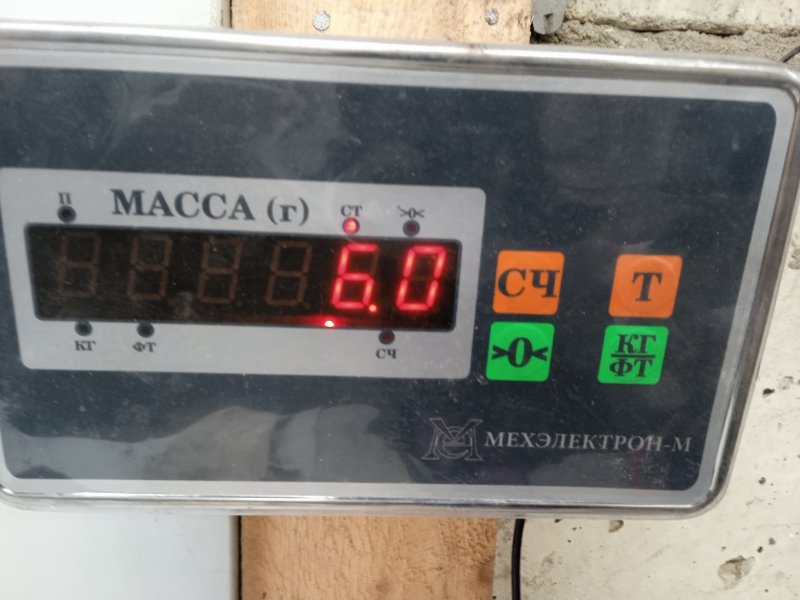 П
МАССА (г)
СТ
>0<
6.0
КГ
ФТ
СЧ
СЧ
Т
>0<
КГ
ФТ
МЕХЭЛЕКТРОН-М